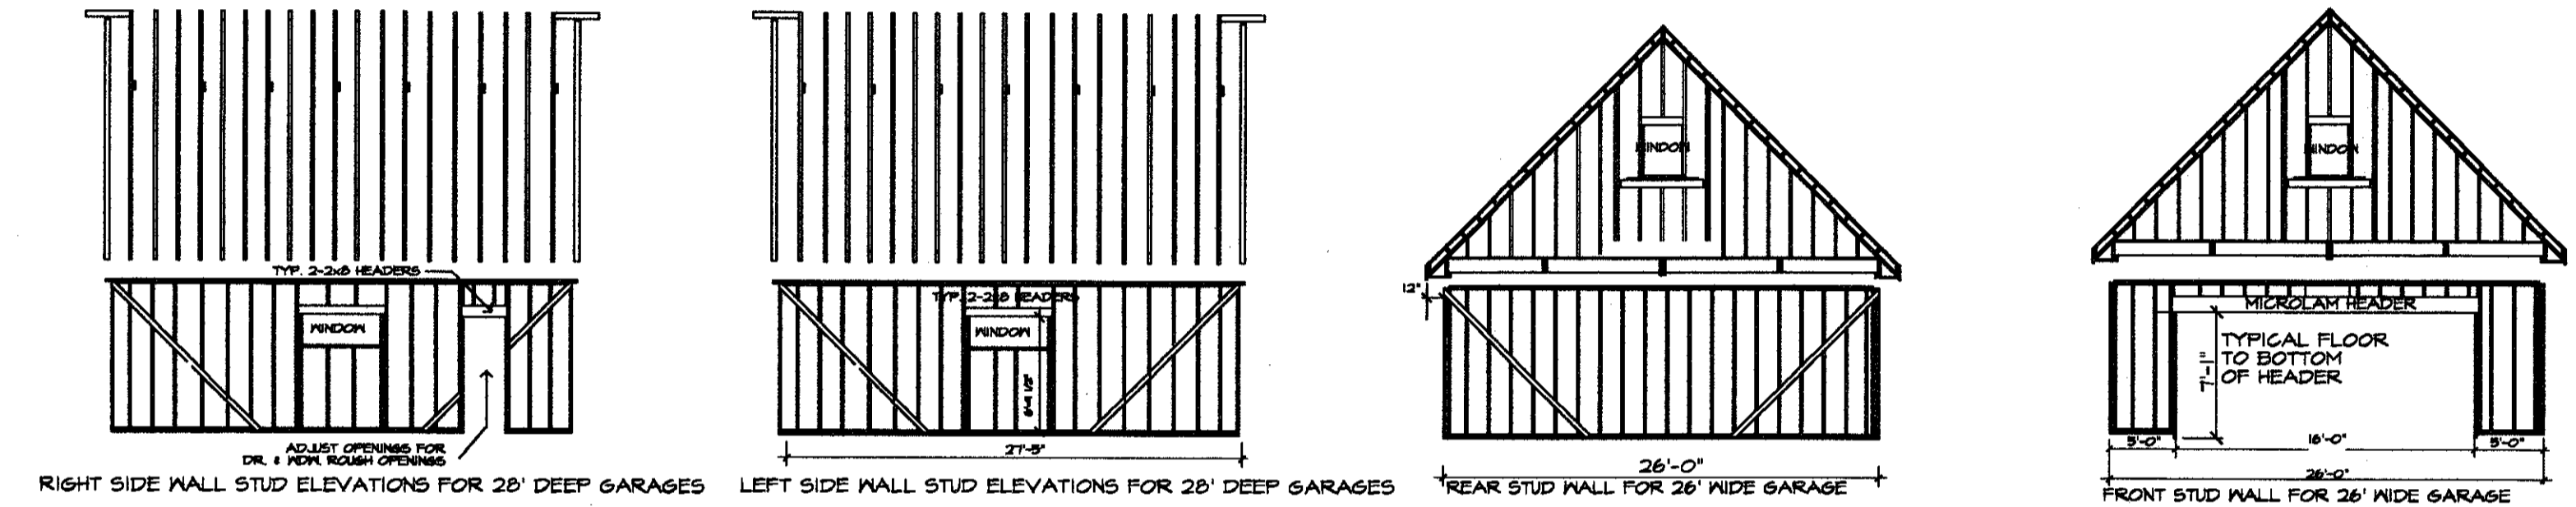 TYP. 2-2x8 HEADERS
WINDOW
ADJUST OPENINGS FOR
DR. & WDW. ROUGH OPENINGS
RIGHT SIDE WALL STUD ELEVATIONS FOR 28' DEEP GARAGES
TYP. 2-2x8 HEADERS
WINDOW
27'-5"
LEFT SIDE WALL STUD ELEVATIONS FOR 28' DEEP GARAGES
WINDOW
12"
26'-0"
REAR STUD WALL FOR 26' WIDE GARAGE
WINDOW
MICROLAM HEADER
TYPICAL FLOOR
TO BOTTOM
OF HEADER
7'-1"
5'-0"
16'-0"
5'-0"
26'-0"
FRONT STUD WALL FOR 26' WIDE GARAGE